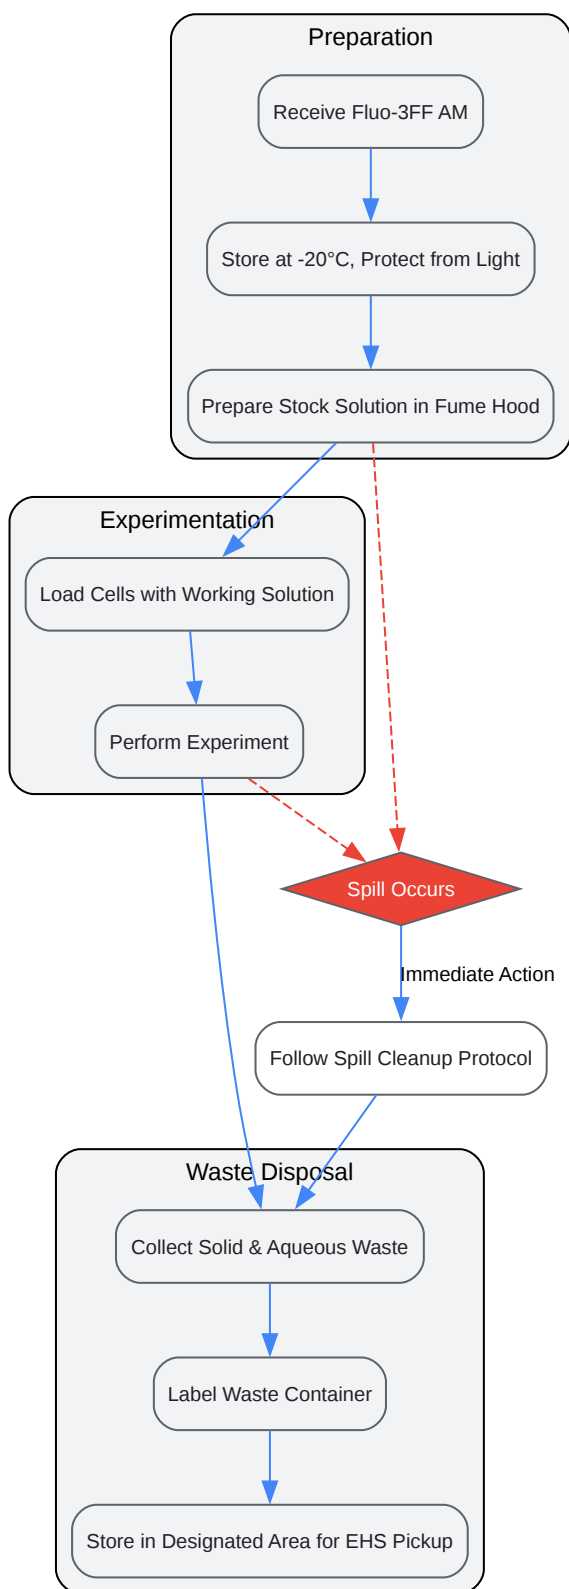 Preparation
Receive Fluo-3FF AM
Store at -20°C, Protect from Light
Prepare Stock Solution in Fume Hood
Experimentation
Load Cells with Working Solution
Perform Experiment
Spill Occurs
Immediate Action
Follow Spill Cleanup Protocol
Waste Disposal
Collect Solid & Aqueous Waste
Label Waste Container
Store in Designated Area for EHS Pickup